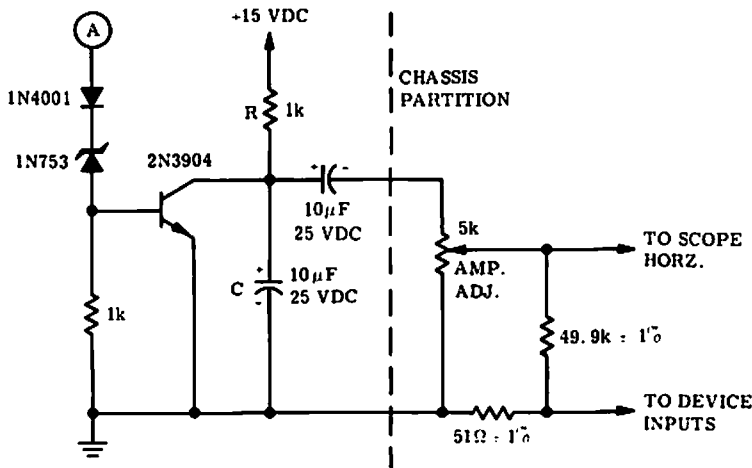 A
+15 VDC
CHASSIS
PARTITION
1N4001
R
1k
1N753
2N3904
+ -
10μF
25 VDC
5k
AMP.
ADJ.
TO SCOPE
HORZ.
+
10μF
C
25 VDC
-
1k
49.9k
51Ω
TO DEVICE
INPUTS